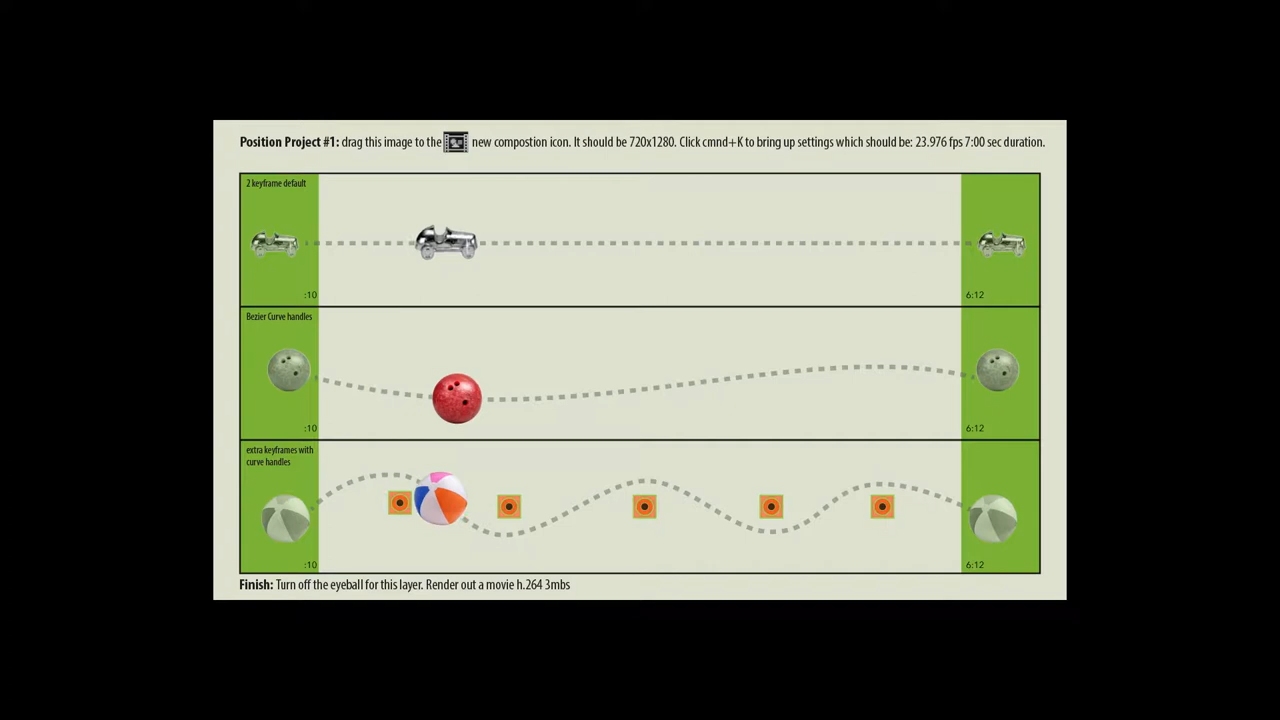 Position Project #1: drag this image to the new compostion icon. It should be 720x1280. Click cmnd+K to bring up settings which should be: 23.976 fps 7:00 sec duration.
2 keyframe default
:10
6:12
Bezier Curve handles
:10
6:12
extra keyframes with
curve handles
:10
6:12
Finish: Turn off the eyeball for this layer. Render out a movie h.264 3mbs